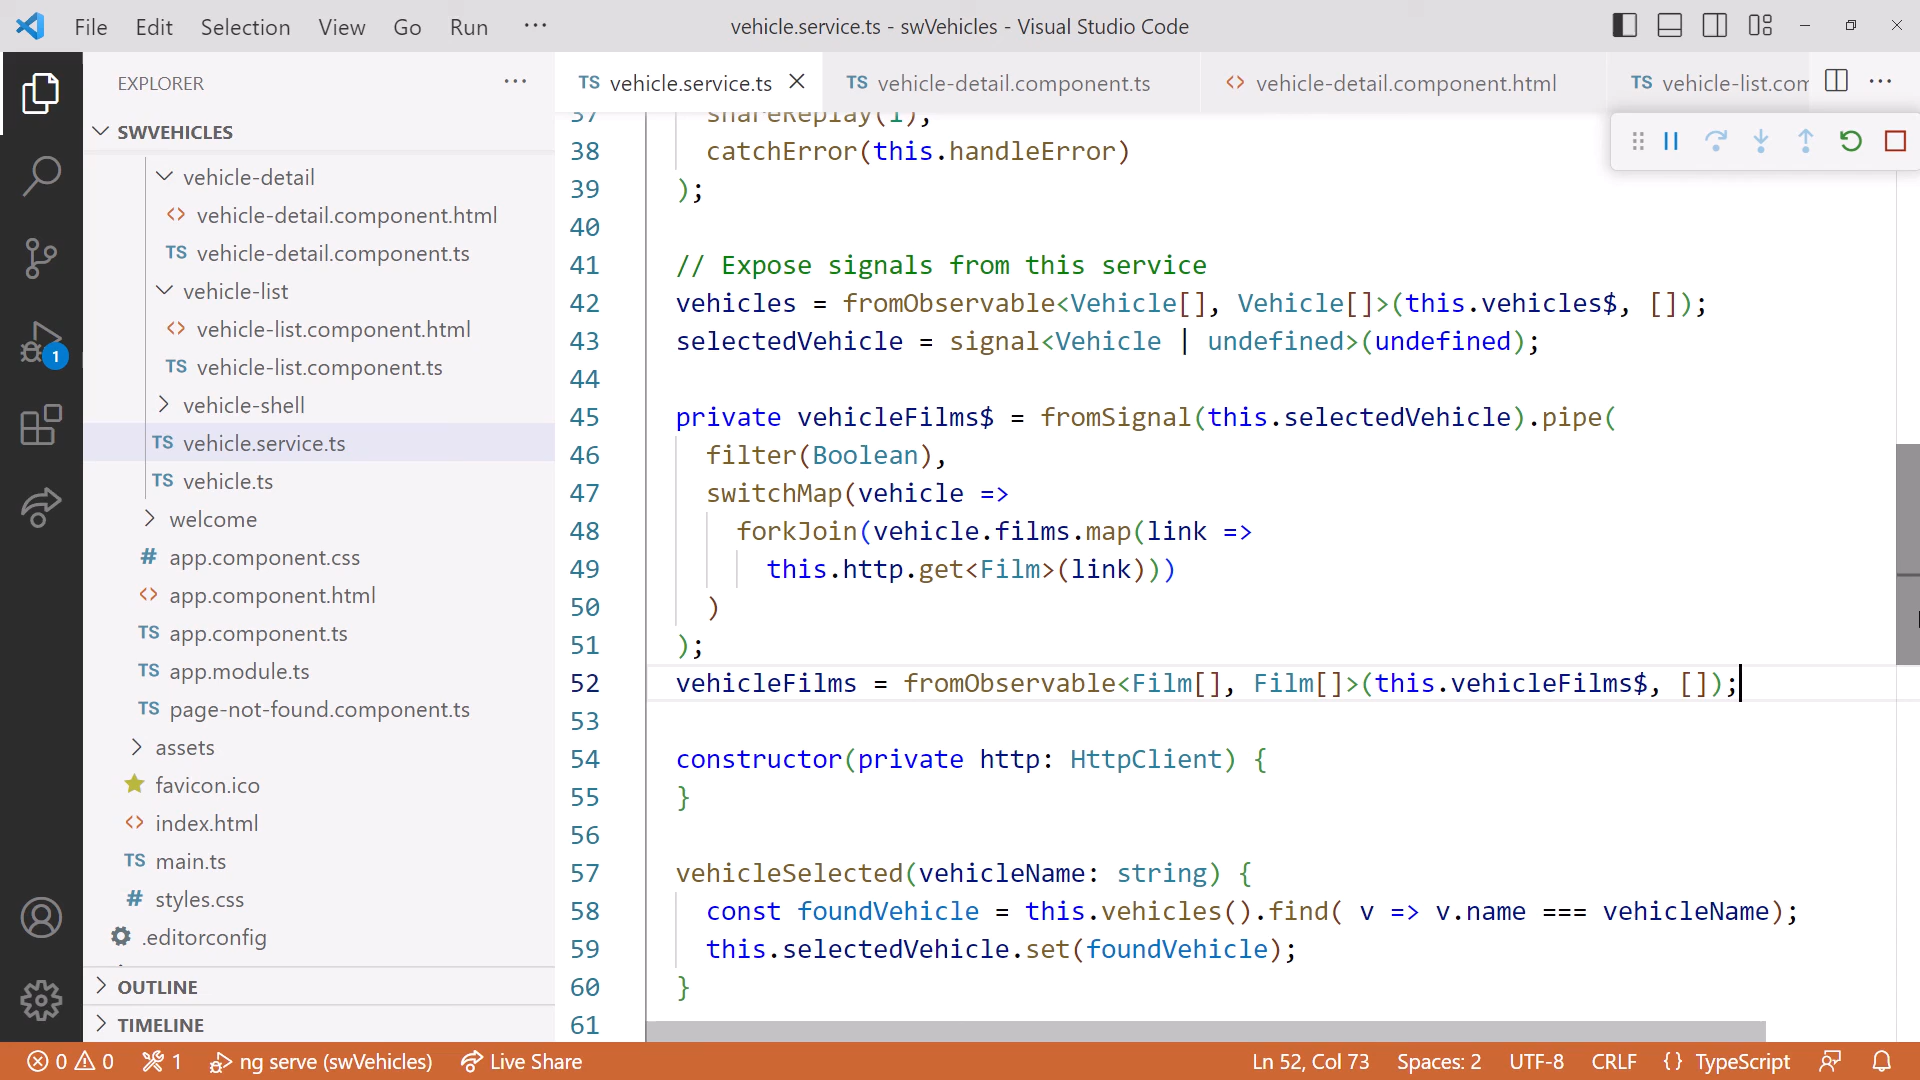 File Edit Selection View Go Run ···
vehicle.service.ts - swVehicles - Visual Studio Code
EXPLORER ···
SWVEHICLES
vehicle-detail
<> vehicle-detail.component.html
TS vehicle-detail.component.ts
vehicle-list
<> vehicle-list.component.html
TS vehicle-list.component.ts
vehicle-shell
TS vehicle.service.ts
TS vehicle.ts
welcome
# app.component.css
<> app.component.html
TS app.component.ts
TS app.module.ts
TS page-not-found.component.ts
assets
favicon.ico
<> index.html
TS main.ts
# styles.css
.editorconfig
OUTLINE
TIMELINE
1
TS vehicle.service.ts
TS vehicle-detail.component.ts
<> vehicle-detail.component.html
TS vehicle-list.com
37 shareReplay(1),
38 catchError(this.handleError)
39 );
40
41 // Expose signals from this service
42 vehicles = fromObservable<Vehicle[], Vehicle[]>(this.vehicles$, []);
43 selectedVehicle = signal<Vehicle | undefined>(undefined);
44
45 private vehicleFilms$ = fromSignal(this.selectedVehicle).pipe(
46 filter(Boolean),
47 switchMap(vehicle =>
48 forkJoin(vehicle.films.map(link =>
49 this.http.get<Film>(link)))
50 )
51 );
52 vehicleFilms = fromObservable<Film[], Film[]>(this.vehicleFilms$, []);
53
54 constructor(private http: HttpClient) {
55 }
56
57 vehicleSelected(vehicleName: string) {
58 const foundVehicle = this.vehicles().find( v => v.name === vehicleName);
59 this.selectedVehicle.set(foundVehicle);
60 }
61
0 0 1 ng serve (swVehicles) Live Share
Ln 52, Col 73 Spaces: 2 UTF-8 CRLF {} TypeScript